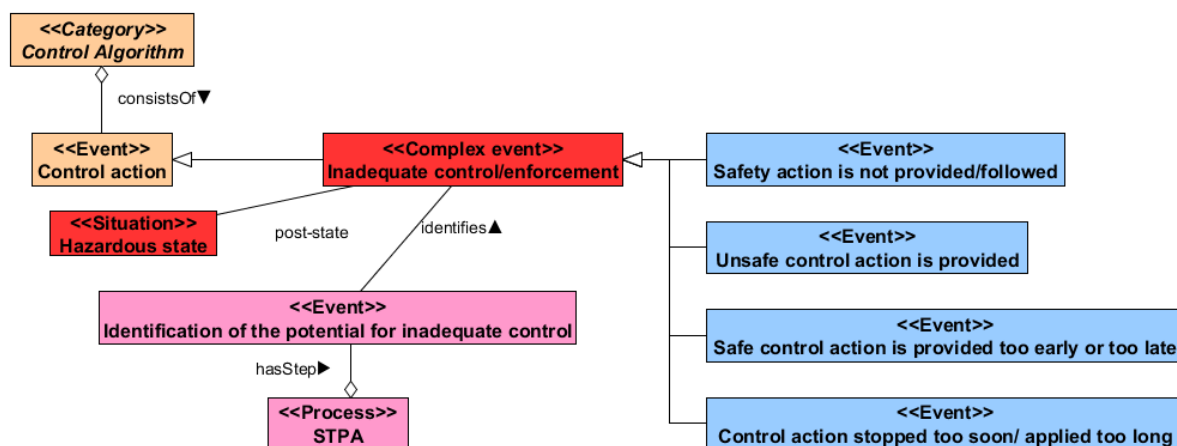 <<Category>>
Control Algorithm
consistsOf▼
<<Event>>
Control action
<<Complex event>>
Inadequate control/enforcement
<<Event>>
Safety action is not provided/followed
<<Situation>>
Hazardous state
post-state
identifies▲
<<Event>>
Unsafe control action is provided
<<Event>>
Identification of the potential for inadequate control
<<Event>>
Safe control action is provided too early or too late
hasStep▶
<<Process>>
STPA
<<Event>>
Control action stopped too soon/ applied too long